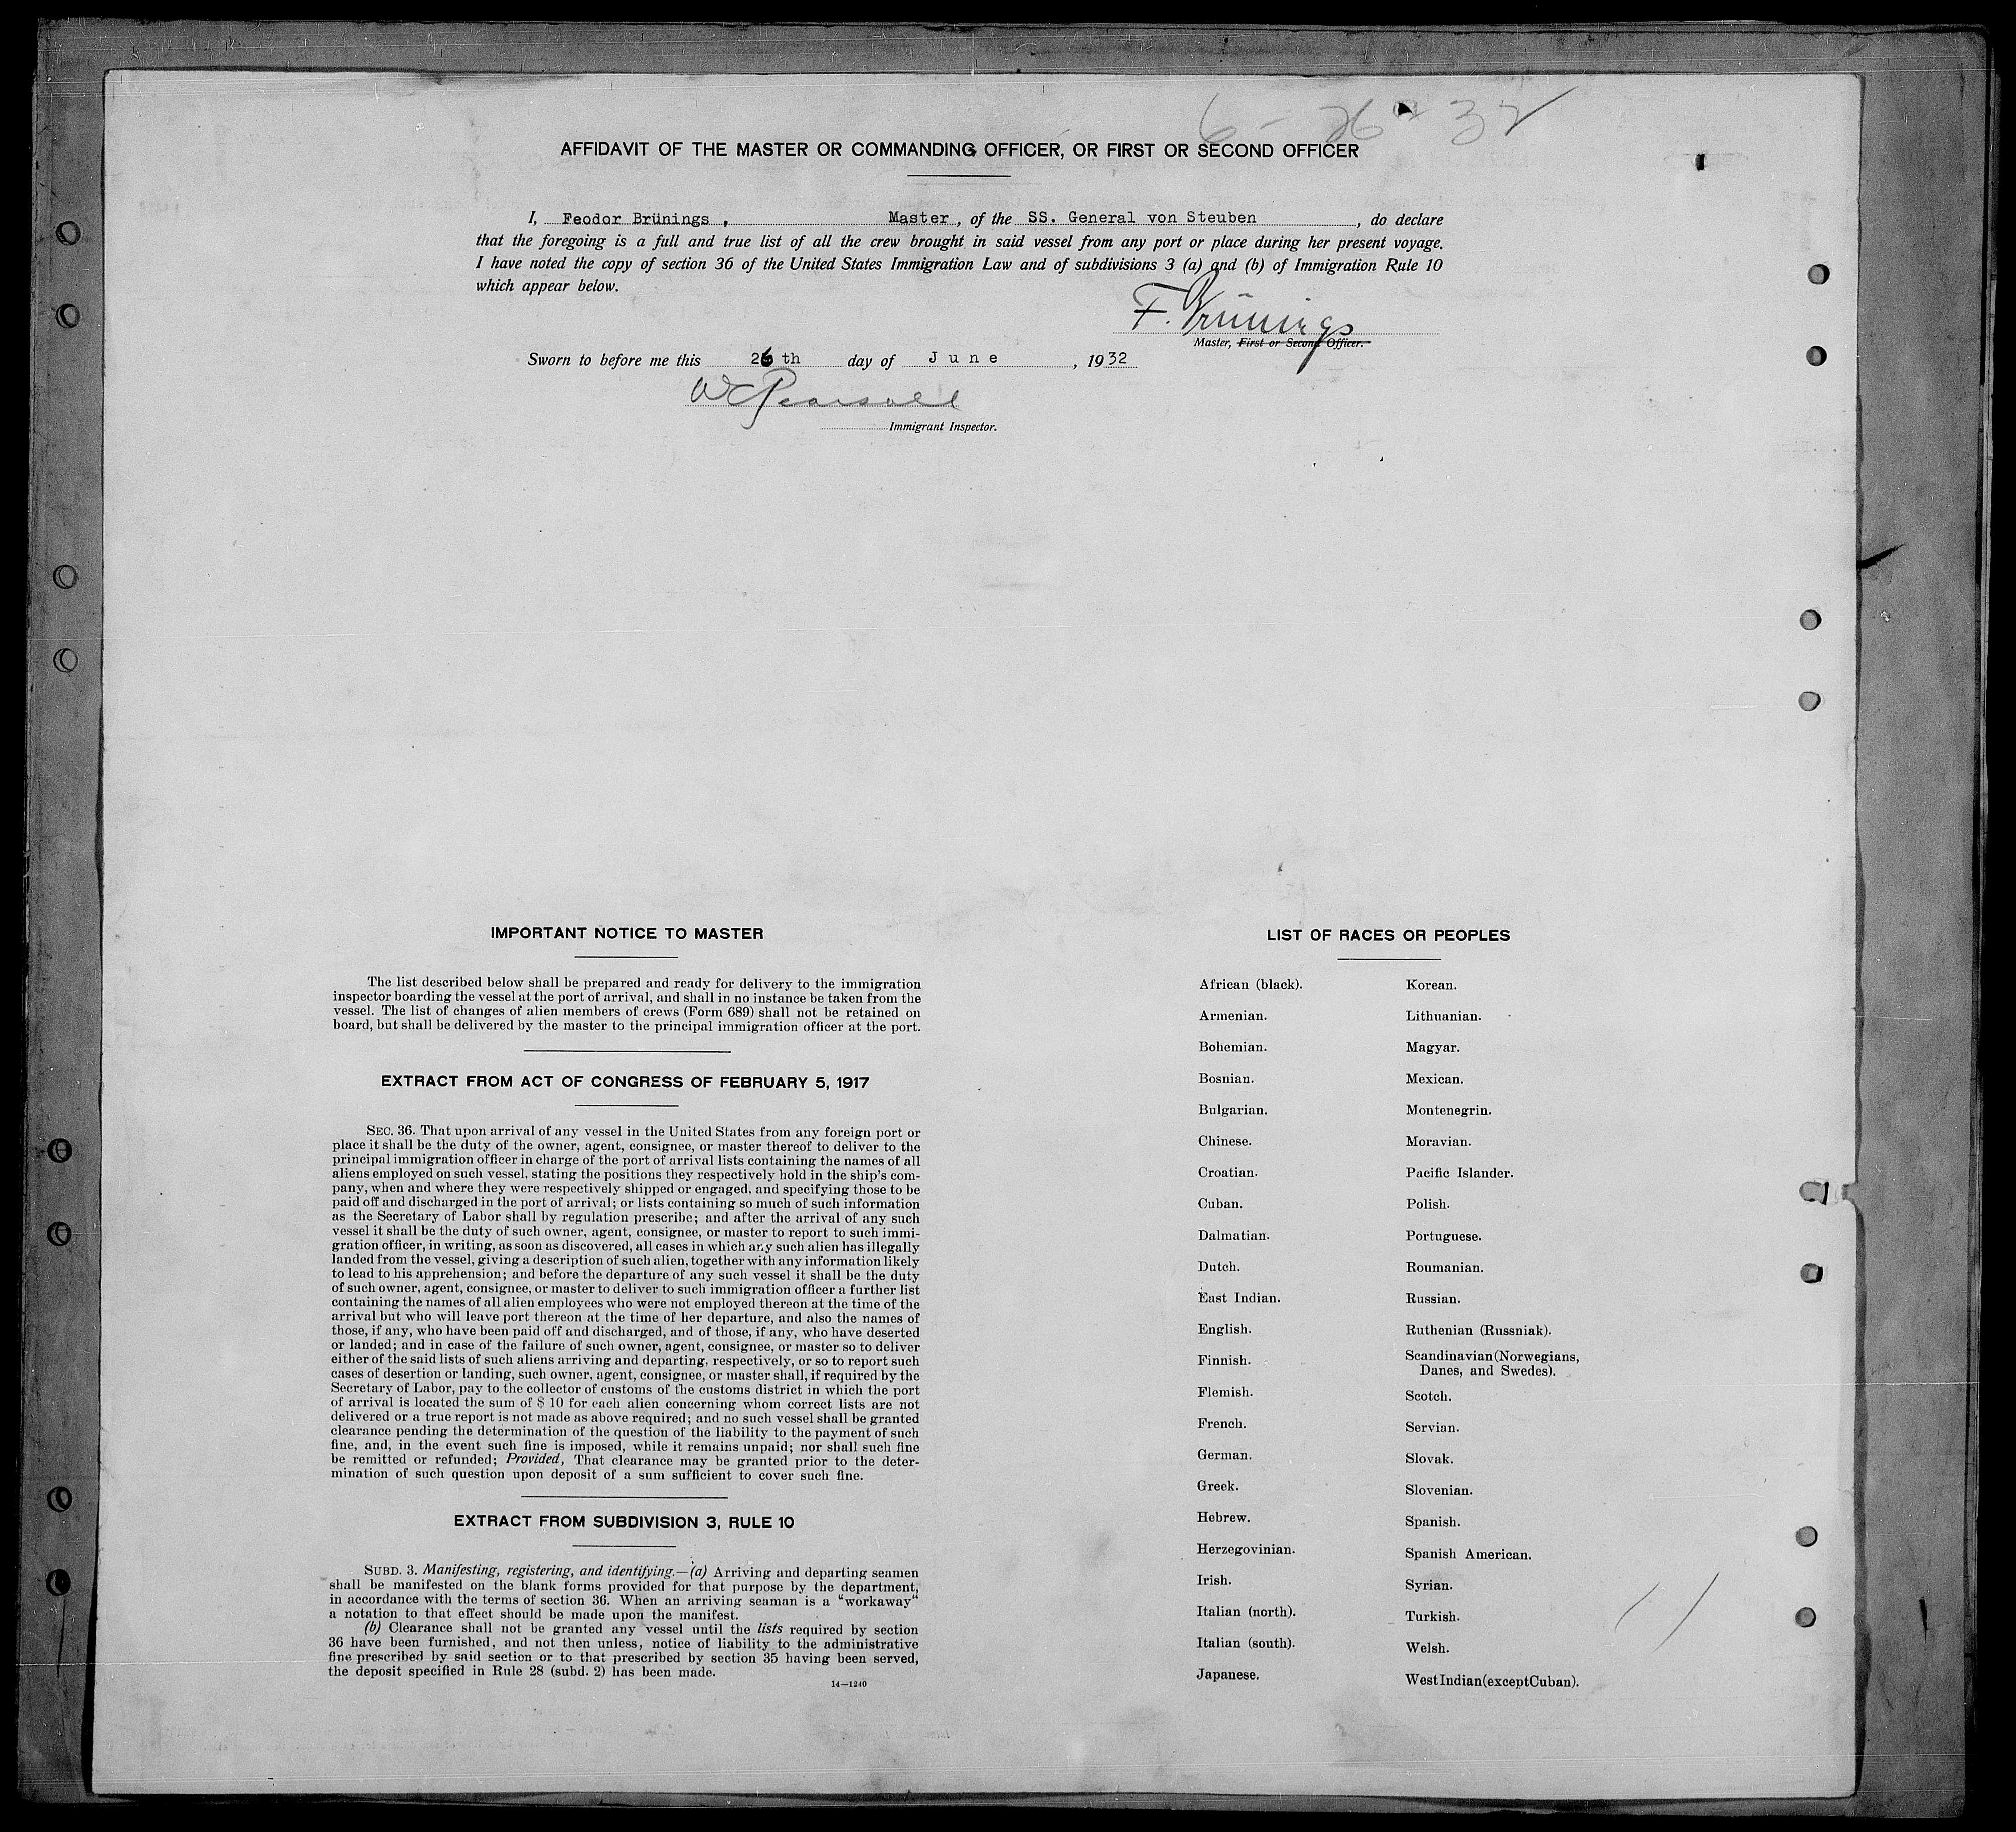 6-26-32
AFFIDAVIT OF THE MASTER OR COMMANDING OFFICER, OR FIRST OR SECOND OFFICER
I, Feodor Brünings, Master, of the SS. General von Steuben, do declare
that the foregoing is a full and true list of all the crew brought in said vessel from any port or place during her present voyage.
I have noted the copy of section 36 of the United States Immigration Law and of subdivisions 3 (a) and (b) of Immigration Rule 10
which appear below.
F. Brünings
Master, First or Second Officer.
Sworn to before me this 26th day of June, 1932
W Pearsall
Immigrant Inspector.
IMPORTANT NOTICE TO MASTER
The list described below shall be prepared and ready for delivery to the immigration
inspector boarding the vessel at the port of arrival, and shall in no instance be taken from the
vessel. The list of changes of alien members of crews (Form 689) shall not be retained on
board, but shall be delivered by the master to the principal immigration officer at the port.
EXTRACT FROM ACT OF CONGRESS OF FEBRUARY 5, 1917
SEC. 36. That upon arrival of any vessel in the United States from any foreign port or
place it shall be the duty of the owner, agent, consignee, or master thereof to deliver to the
principal immigration officer in charge of the port of arrival lists containing the names of all
aliens employed on such vessel, stating the positions they respectively hold in the ship's com-
pany, when and where they were respectively shipped or engaged, and specifying those to be
paid off and discharged in the port of arrival; or lists containing so much of such information
as the Secretary of Labor shall by regulation prescribe; and after the arrival of any such
vessel it shall be the duty of such owner, agent, consignee, or master to report to such immi-
gration officer, in writing, as soon as discovered, all cases in which any such alien has illegally
landed from the vessel, giving a description of such alien, together with any information likely
to lead to his apprehension; and before the departure of any such vessel it shall be the duty
of such owner, agent, consignee, or master to deliver to such immigration officer a further list
containing the names of all alien employees who were not employed thereon at the time of the
arrival but who will leave port thereon at the time of her departure, and also the names of
those, if any, who have been paid off and discharged, and of those, if any, who have deserted
or landed; and in case of the failure of such owner, agent, consignee, or master so to deliver
either of the said lists of such aliens arriving and departing, respectively, or so to report such
cases of desertion or landing, such owner, agent, consignee, or master shall, if required by the
Secretary of Labor, pay to the collector of customs of the customs district in which the port
of arrival is located the sum of $ 10 for each alien concerning whom correct lists are not
delivered or a true report is not made as above required; and no such vessel shall be granted
clearance pending the determination of the question of the liability to the payment of such
fine, and, in the event such fine is imposed, while it remains unpaid; nor shall such fine
be remitted or refunded; Provided, That clearance may be granted prior to the deter-
mination of such question upon deposit of a sum sufficient to cover such fine.
EXTRACT FROM SUBDIVISION 3, RULE 10
SUBD. 3. Manifesting, registering, and identifying.—(a) Arriving and departing seamen
shall be manifested on the blank forms provided for that purpose by the department,
in accordance with the terms of section 36. When an arriving seaman is a "workaway"
a notation to that effect should be made upon the manifest.
(b) Clearance shall not be granted any vessel until the lists required by section
36 have been furnished, and not then unless, notice of liability to the administrative
fine prescribed by said section or to that prescribed by section 35 having been served,
the deposit specified in Rule 28 (subd. 2) has been made.
14—1240
LIST OF RACES OR PEOPLES
African (black).
Armenian.
Bohemian.
Bosnian.
Bulgarian.
Chinese.
Croatian.
Cuban.
Dalmatian.
Dutch.
East Indian.
English.
Finnish.
Flemish.
French.
German.
Greek.
Hebrew.
Herzegovinian.
Irish.
Italian (north).
Italian (south).
Japanese.
Korean.
Lithuanian.
Magyar.
Mexican.
Montenegrin.
Moravian.
Pacific Islander.
Polish.
Portuguese.
Roumanian.
Russian.
Ruthenian (Russniak).
Scandinavian (Norwegians,
Danes, and Swedes).
Scotch.
Servian.
Slovak.
Slovenian.
Spanish.
Spanish American.
Syrian.
Turkish.
Welsh.
West Indian (except Cuban).